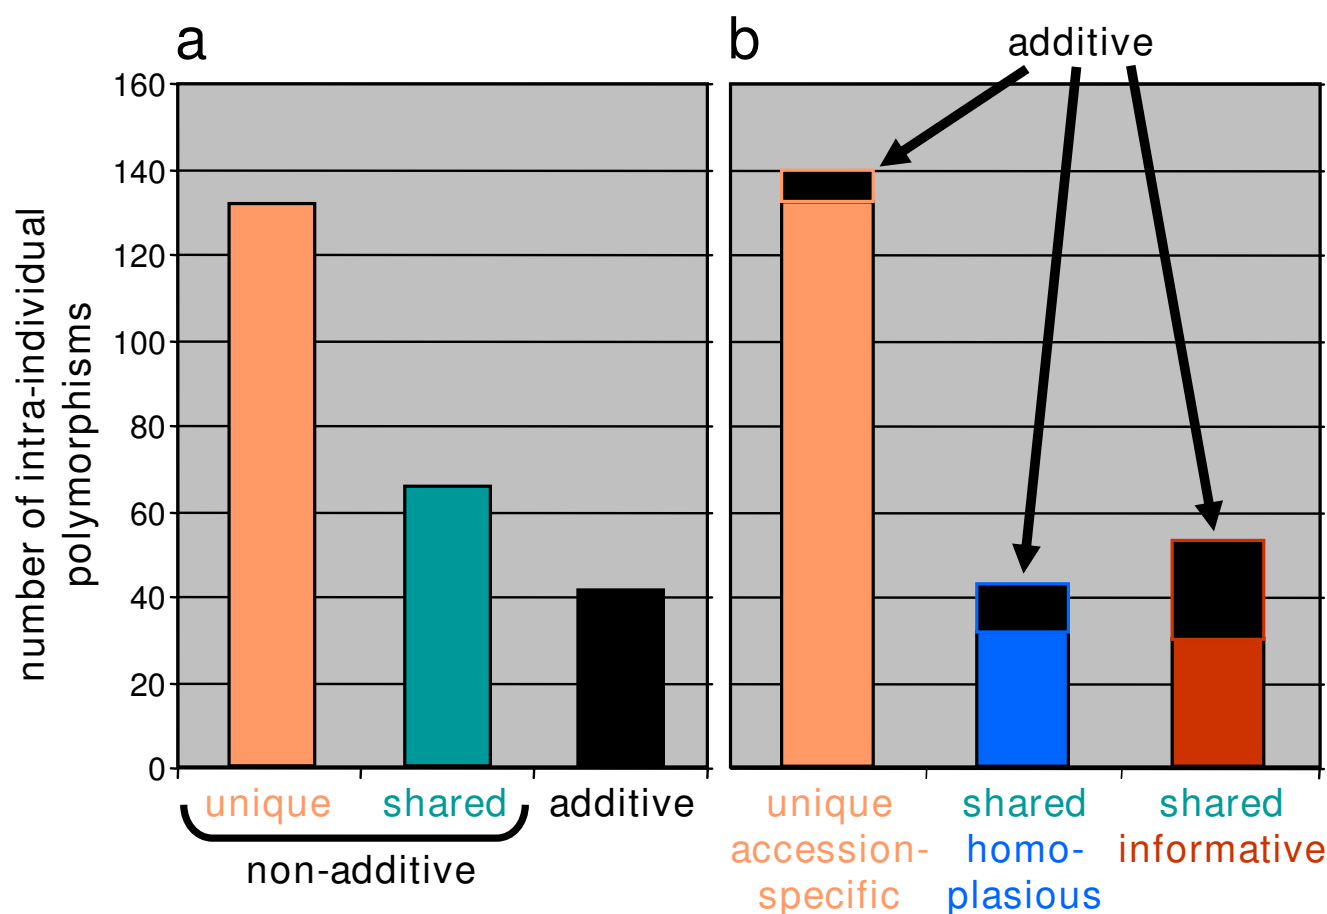 a
b
additive
number of intra-individual
polymorphisms
160
140
120
100
80
60
40
20
0
unique
shared
additive
non-additive
unique
accession-
specific
shared
homo-
plasious
shared
informative